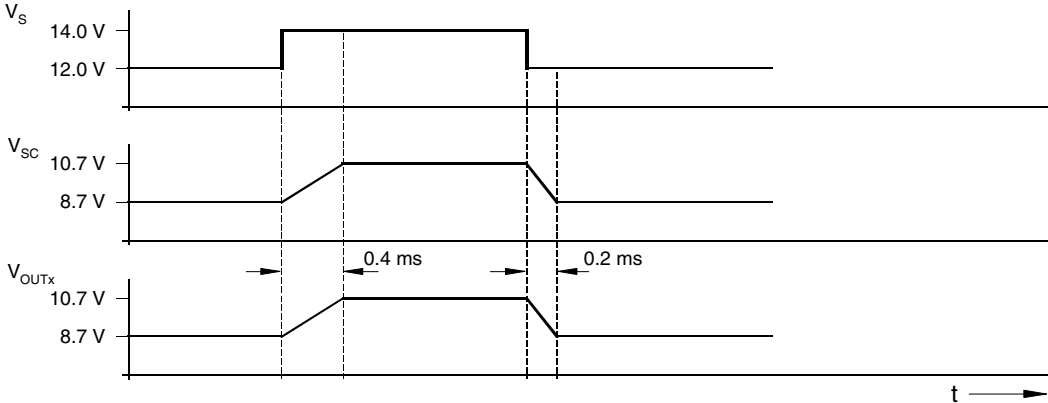 V_S
14.0 V
12.0 V
V_SC
10.7 V
8.7 V
0.4 ms
0.2 ms
V_OUTx
10.7 V
8.7 V
t